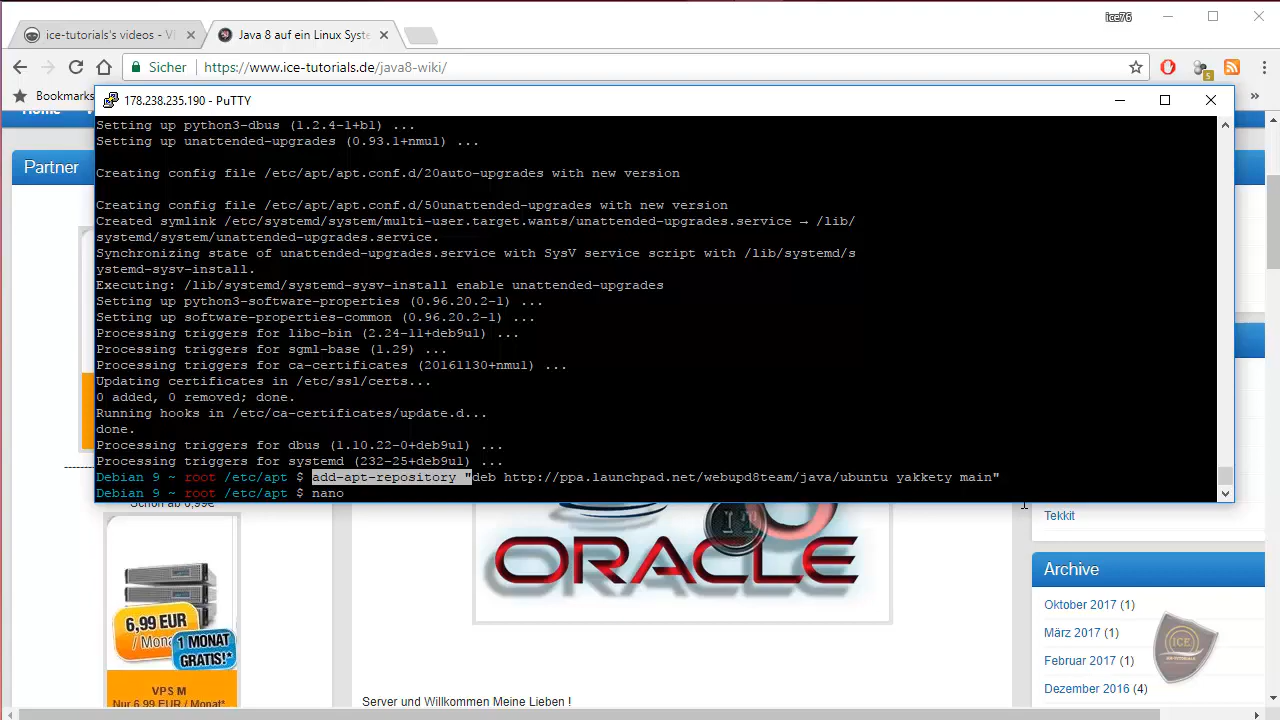 ice76
ice-tutorials's videos - V
Java 8 auf ein Linux Syste
Sicher
https://www.ice-tutorials.de/java8-wiki/
5
Bookmarks
»
178.238.235.190 - PuTTY
Partner
Setting up python3-dbus (1.2.4-1+b1) ...
Setting up unattended-upgrades (0.93.1+nmu1) ...
Creating config file /etc/apt/apt.conf.d/20auto-upgrades with new version
Creating config file /etc/apt/apt.conf.d/50unattended-upgrades with new version
Created symlink /etc/systemd/system/multi-user.target.wants/unattended-upgrades.service → /lib/
systemd/system/unattended-upgrades.service.
Synchronizing state of unattended-upgrades.service with SysV service script with /lib/systemd/s
ystemd-sysv-install.
Executing: /lib/systemd/systemd-sysv-install enable unattended-upgrades
Setting up python3-software-properties (0.96.20.2-1) ...
Setting up software-properties-common (0.96.20.2-1) ...
Processing triggers for libc-bin (2.24-11+deb9u1) ...
Processing triggers for sgml-base (1.29) ...
Processing triggers for ca-certificates (20161130+nmu1) ...
Updating certificates in /etc/ssl/certs...
0 added, 0 removed; done.
Running hooks in /etc/ca-certificates/update.d...
done.
Processing triggers for dbus (1.10.22-0+deb9u1) ...
Processing triggers for systemd (232-25+deb9u1) ...
Debian 9 ~ root /etc/apt $ add-apt-repository "deb http://ppa.launchpad.net/webupd8team/java/ubuntu yakkety main"
Debian 9 ~ root /etc/apt $ nano
Schon ab 0,99€
6,99 EUR
/ Monat*
1 MONAT
GRATIS!*
VPS M
Nur 6,99 EUR / Monat*
ORACLE
Server und Willkommen Meine Lieben !
Tekkit
Archive
Oktober 2017 (1)
März 2017 (1)
Februar 2017 (1)
Dezember 2016 (4)
ICE